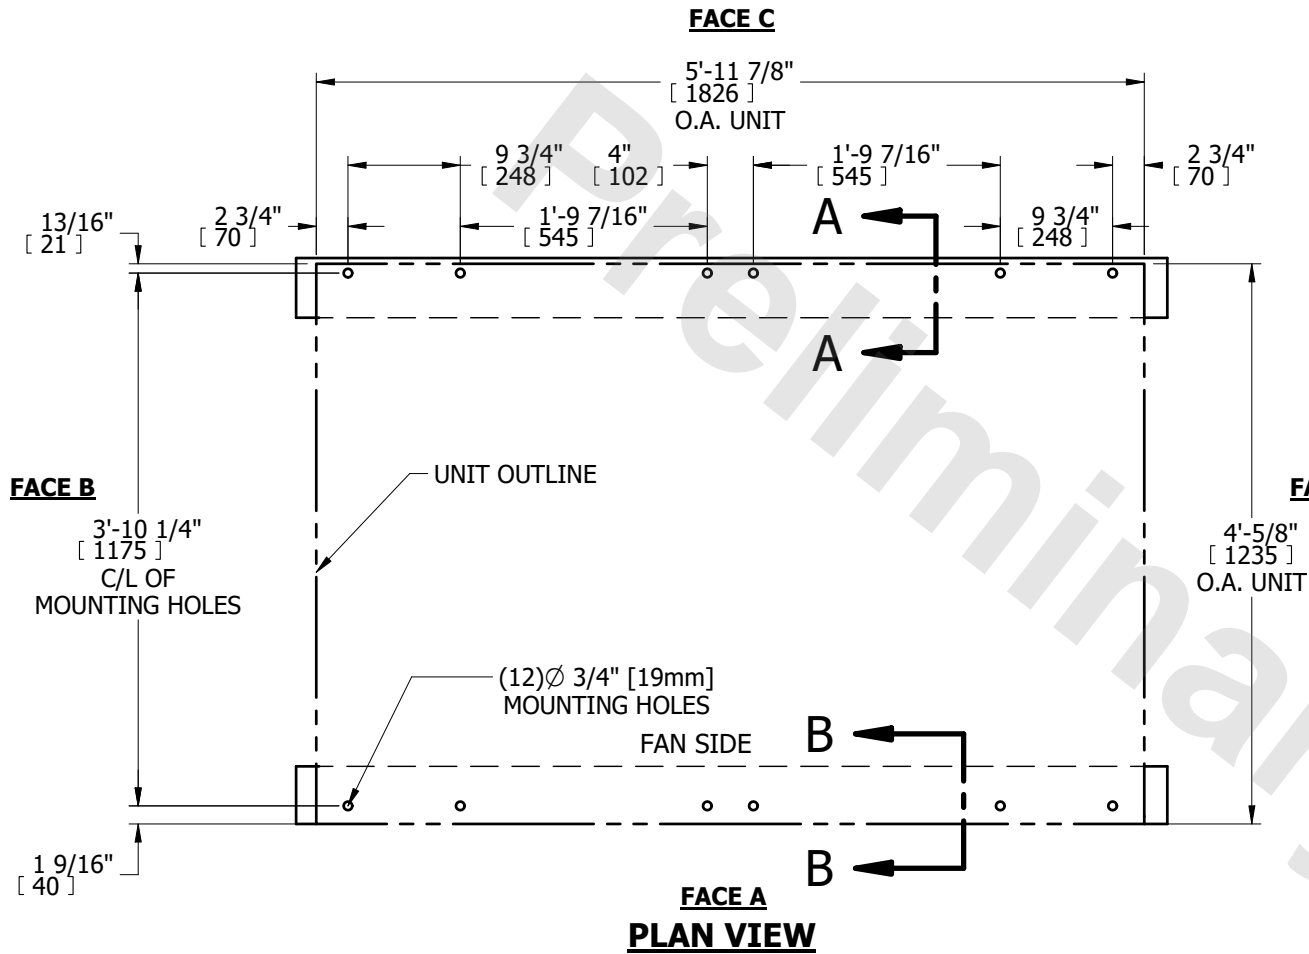 FACE C
5'-11 7/8"
[ 1826 ]
O.A. UNIT
9 3/4"
[ 248 ]
4"
[ 102 ]
1'-9 7/16"
[ 545 ]
2 3/4"
[ 70 ]
13/16"
[ 21 ]
2 3/4"
[ 70 ]
1'-9 7/16"
[ 545 ]
A
9 3/4"
[ 248 ]
A
UNIT OUTLINE
FACE B
3'-10 1/4"
[ 1175 ]
C/L OF
MOUNTING HOLES
FA
4'-5/8"
[ 1235 ]
O.A. UNIT
(12)Ø 3/4" [19mm]
MOUNTING HOLES
FAN SIDE
B
B
1 9/16"
[ 40 ]
FACE A
PLAN VIEW
Preliminary